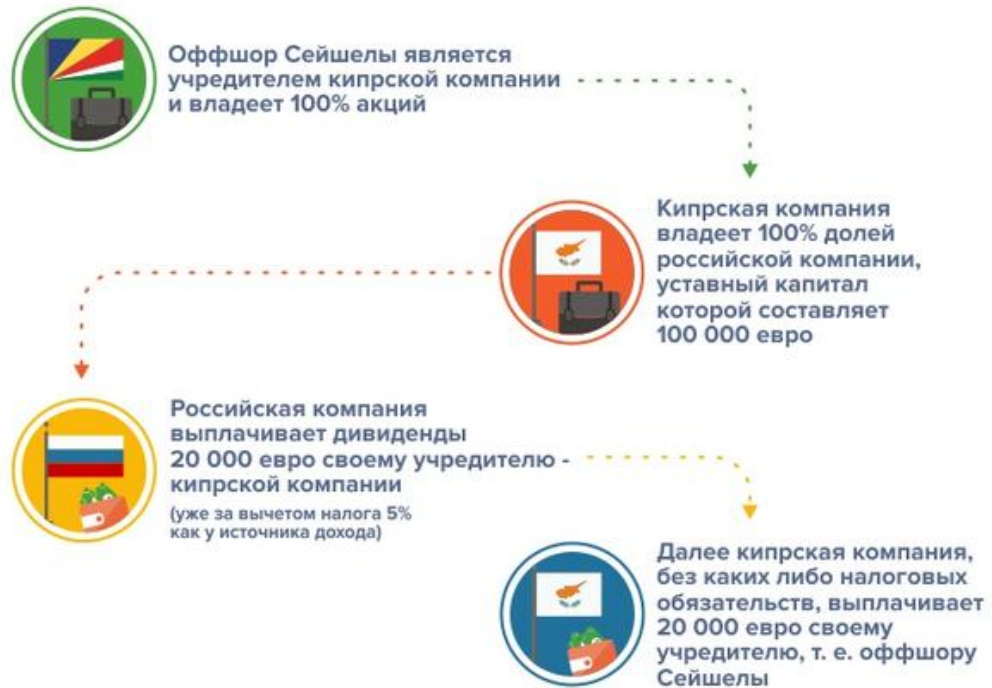 Оффшор Сейшелы является
учредителем кипрской компании
и владеет 100% акций
Кипрская компания
владеет 100% долей
российской компании,
уставный капитал
которой составляет
100 000 евро
Российская компания
выплачивает дивиденды
20 000 евро своему учредителю -
кипрской компании
(уже за вычетом налога 5%
как у источника дохода)
Далее кипрская компания,
без каких либо налоговых
обязательств, выплачивает
20 000 евро своему
учредителю, т. е. оффшору
Сейшелы